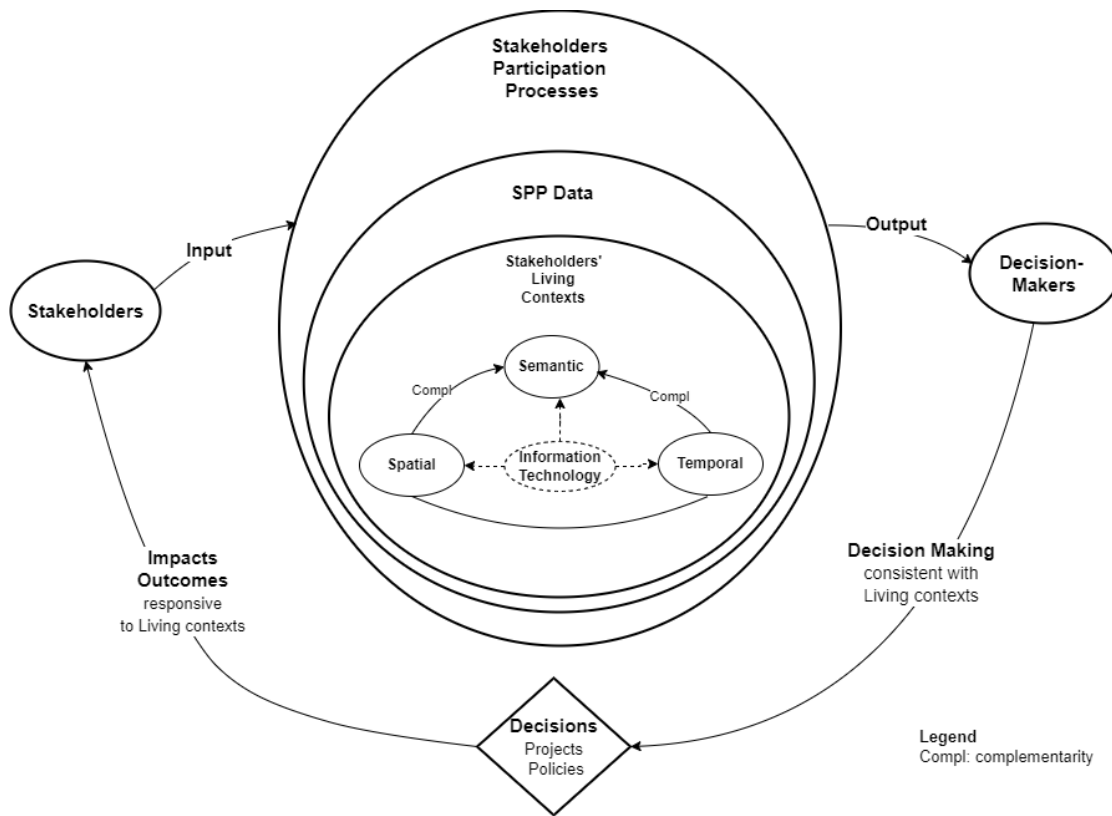 Stakeholders
Participation
Processes
SPP Data
Input
Output
Stakeholders'
Living
Contexts
Stakeholders
Decision-
Makers
Semantic
Compl
Compl
Spatial
Information
Technology
Temporal
Impacts
Outcomes
responsive
to Living contexts
Decision Making
consistent with
Living contexts
Decisions
Projects
Policies
Legend
Compl: complementarity